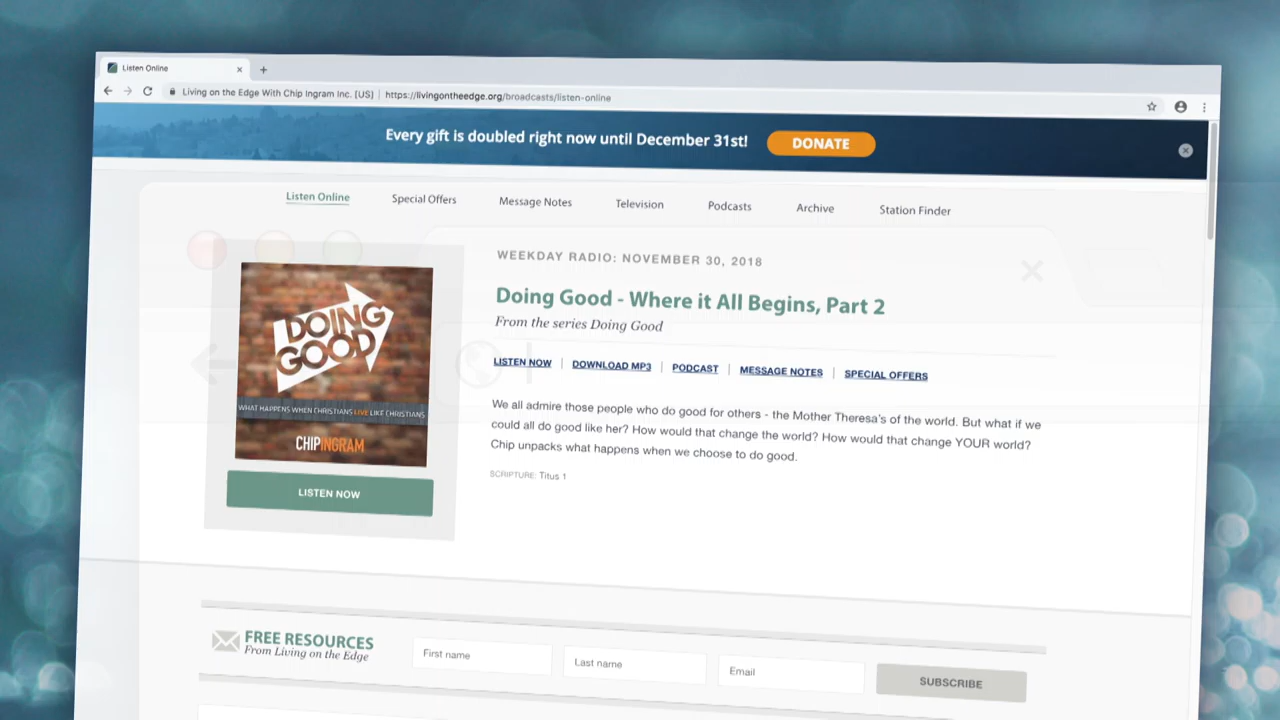 Listen Online
Living on the Edge With Chip Ingram Inc. [US] | https://livingontheedge.org/broadcasts/listen-online
Every gift is doubled right now until December 31st!
DONATE
Listen Online
Special Offers
Message Notes
Television
Podcasts
Archive
Station Finder
DOING
GOOD
WHAT HAPPENS WHEN CHRISTIANS LIVE LIKE CHRISTIANS
CHIPINGRAM
LISTEN NOW
WEEKDAY RADIO: NOVEMBER 30, 2018
Doing Good - Where it All Begins, Part 2
From the series Doing Good
LISTEN NOW | DOWNLOAD MP3 | PODCAST | MESSAGE NOTES | SPECIAL OFFERS
We all admire those people who do good for others - the Mother Theresa's of the world. But what if we
could all do good like her? How would that change the world? How would that change YOUR world?
Chip unpacks what happens when we choose to do good.
SCRIPTURE: Titus 1
FREE RESOURCES
From Living on the Edge
First name
Last name
Email
SUBSCRIBE